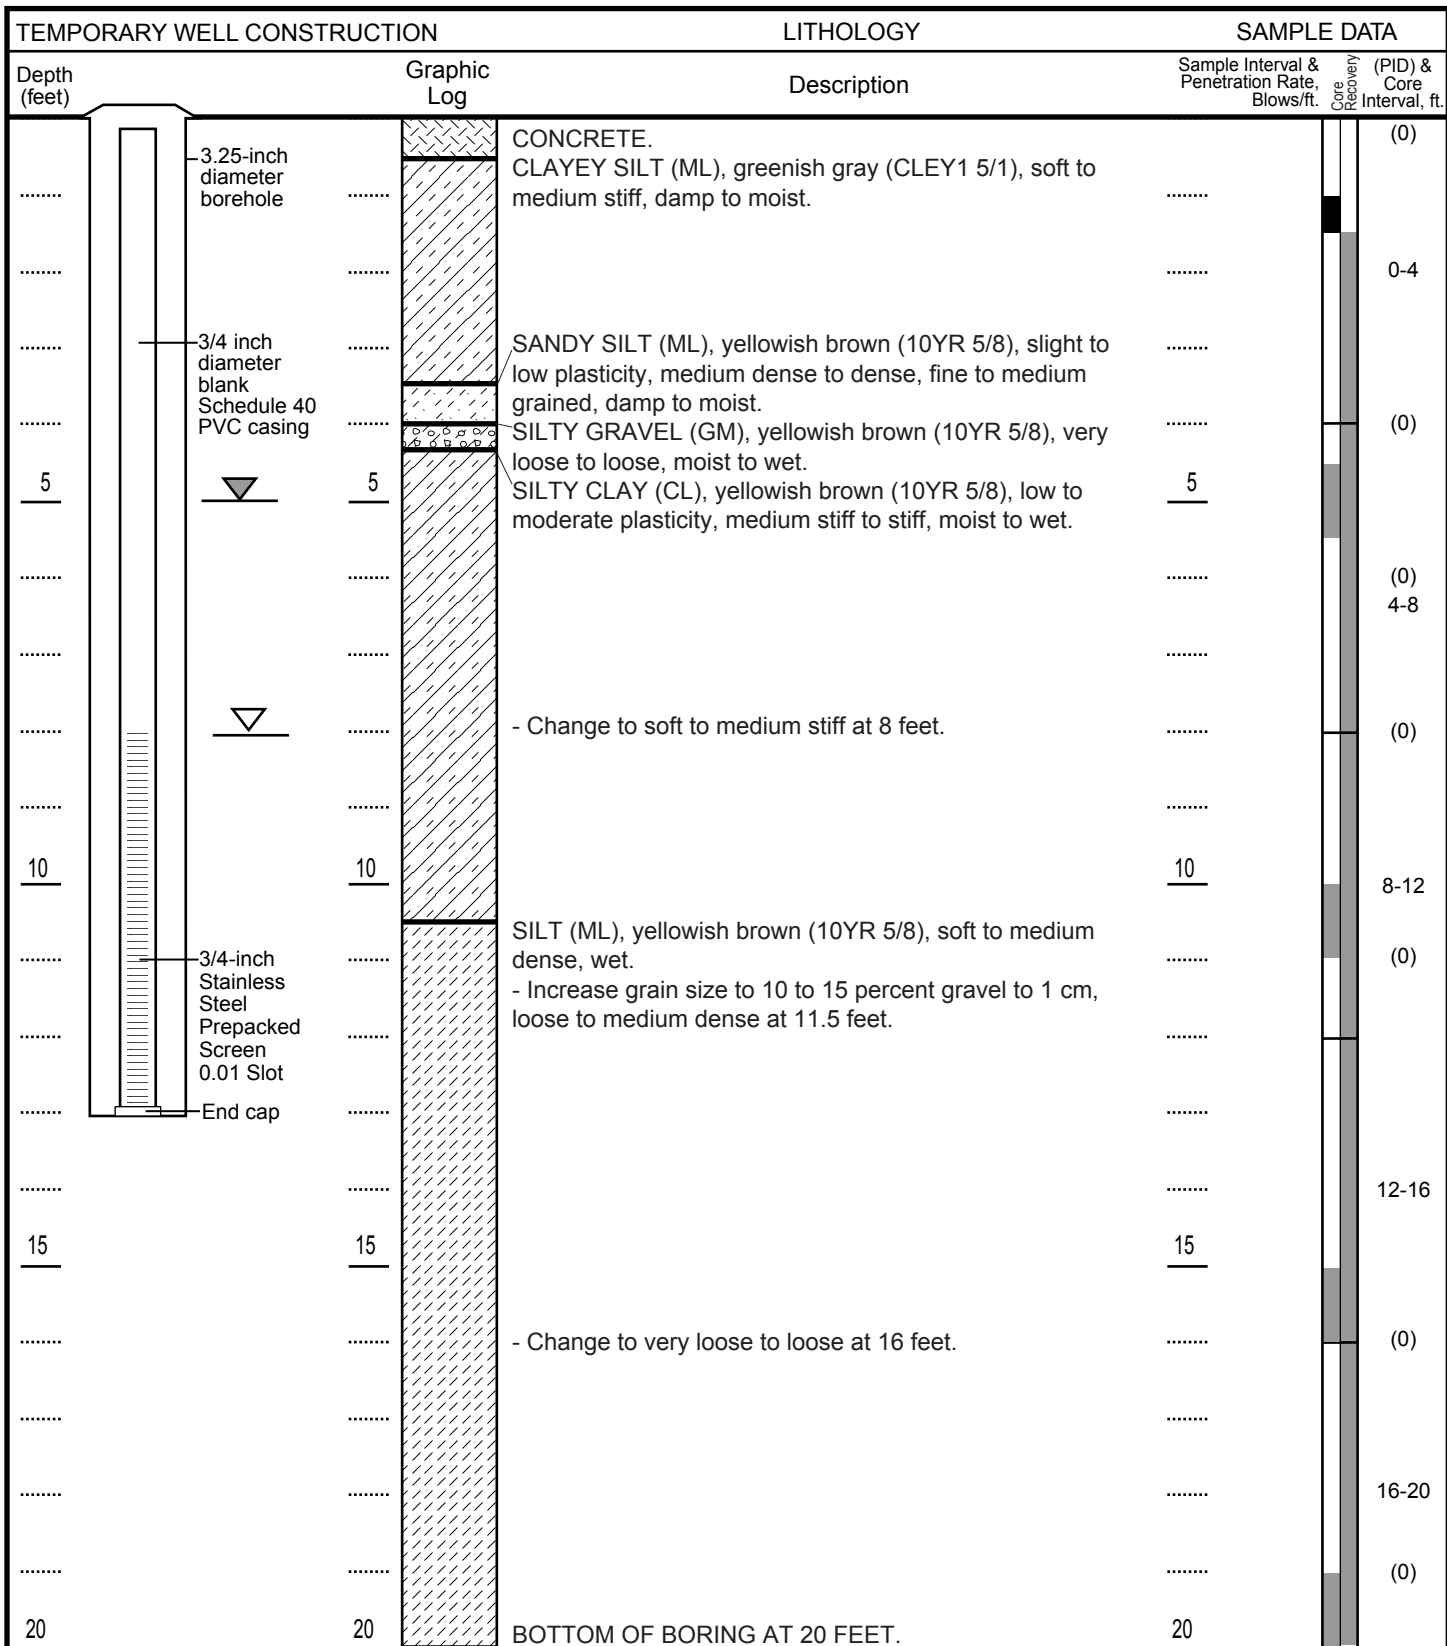 TEMPORARY WELL CONSTRUCTION
LITHOLOGY
SAMPLE DATA
Depth
(feet)
Graphic
Log
Description
Sample Interval &
Penetration Rate,
Blows/ft.
Core
Recovery
(PID) &
Core
Interval, ft.
3.25-inch
diameter
borehole
3/4 inch
diameter
blank
Schedule 40
PVC casing
3/4-inch
Stainless
Steel
Prepacked
Screen
0.01 Slot
End cap
5
10
15
20
5
10
15
20
CONCRETE.
CLAYEY SILT (ML), greenish gray (CLEY1 5/1), soft to
medium stiff, damp to moist.
SANDY SILT (ML), yellowish brown (10YR 5/8), slight to
low plasticity, medium dense to dense, fine to medium
grained, damp to moist.
SILTY GRAVEL (GM), yellowish brown (10YR 5/8), very
loose to loose, moist to wet.
SILTY CLAY (CL), yellowish brown (10YR 5/8), low to
moderate plasticity, medium stiff to stiff, moist to wet.
- Change to soft to medium stiff at 8 feet.
SILT (ML), yellowish brown (10YR 5/8), soft to medium
dense, wet.
- Increase grain size to 10 to 15 percent gravel to 1 cm,
loose to medium dense at 11.5 feet.
- Change to very loose to loose at 16 feet.
BOTTOM OF BORING AT 20 FEET.
5
10
15
20
(0)
0-4
(0)
(0)
4-8
(0)
8-12
(0)
12-16
(0)
16-20
(0)